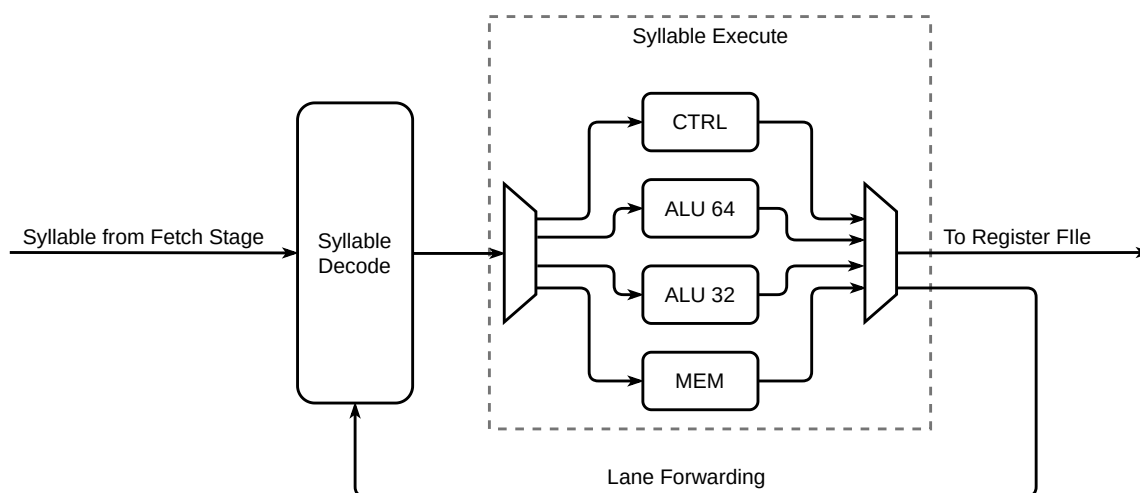 Syllable Execute
CTRL
ALU 64
Syllable from Fetch Stage
Syllable
Decode
To Register FIle
ALU 32
MEM
Lane Forwarding